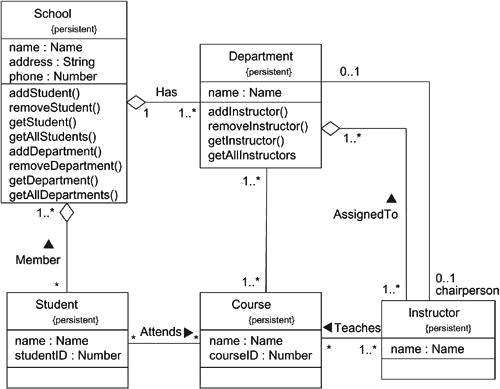 School
{persistent}
name : Name
address : String
phone : Number
addStudent()
removeStudent()
getStudent()
getAllStudents()
addDepartment()
removeDepartment()
getDepartment()
getAllDepartments()
Has
1
1..*
Department
{persistent}
name : Name
addInstructor()
removeInstructor()
getInstructor()
getAllInstructors
0..1
1..*
1..*
1..*
Member
*
AssignedTo
1..*
1..*
0..1
chairperson
Student
{persistent}
name : Name
studentID : Number
Attends
*
*
Course
{persistent}
name : Name
courseID : Number
Teaches
*
1..*
Instructor
{persistent}
name : Name